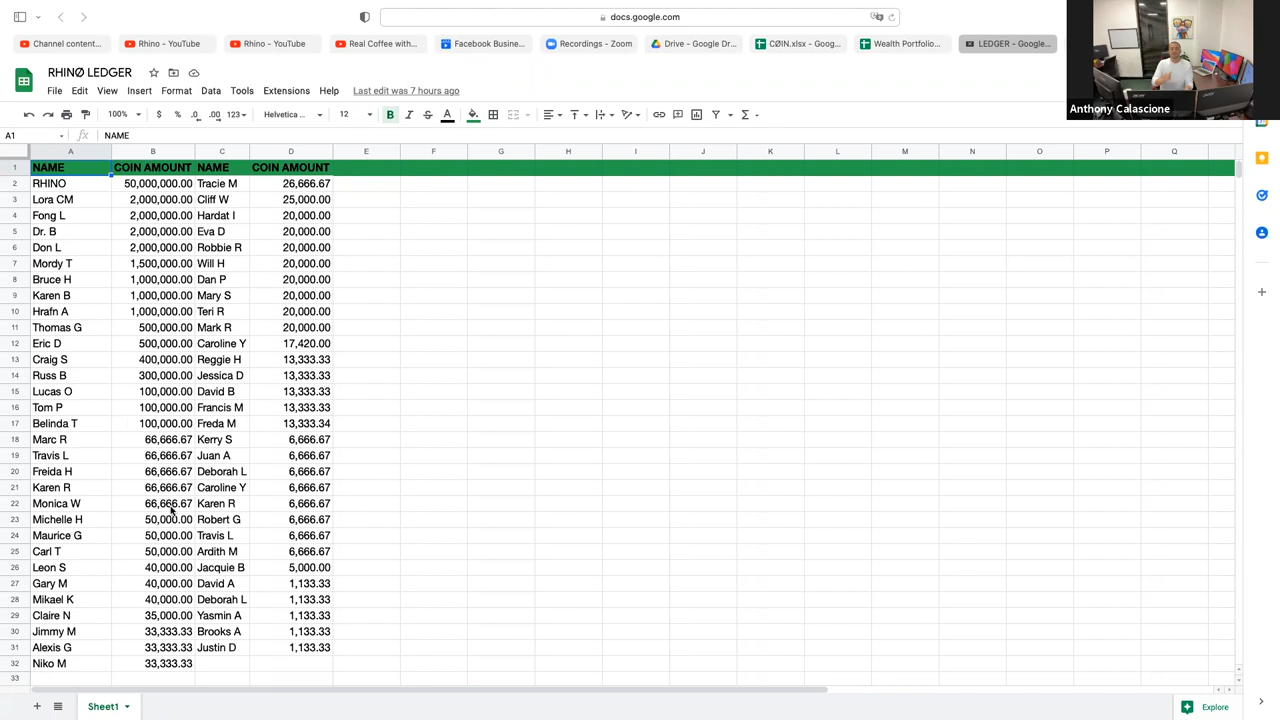 docs.google.com
Channel content...
Rhino - YouTube
Rhino - YouTube
Real Coffee with...
Facebook Busine...
Recordings - Zoom
Drive - Google Dr...
CØIN.xlsx - Goog...
Wealth Portfolio...
LEDGER - Google...
Anthony Calascione
RHINØ LEDGER
File Edit View Insert Format Data Tools Extensions Help Last edit was 7 hours ago
100% $ % .0 .00 123 Helvetica ... 12 B I S A
A1 fx NAME
A B C D E F G H I J K L M N O P Q
1 NAME COIN AMOUNT NAME COIN AMOUNT
2 RHINO 50,000,000.00 Tracie M 26,666.67
3 Lora CM 2,000,000.00 Cliff W 25,000.00
4 Fong L 2,000,000.00 Hardat I 20,000.00
5 Dr. B 2,000,000.00 Eva D 20,000.00
6 Don L 2,000,000.00 Robbie R 20,000.00
7 Mordy T 1,500,000.00 Will H 20,000.00
8 Bruce H 1,000,000.00 Dan P 20,000.00
9 Karen B 1,000,000.00 Mary S 20,000.00
10 Hrafn A 1,000,000.00 Teri R 20,000.00
11 Thomas G 500,000.00 Mark R 20,000.00
12 Eric D 500,000.00 Caroline Y 17,420.00
13 Craig S 400,000.00 Reggie H 13,333.33
14 Russ B 300,000.00 Jessica D 13,333.33
15 Lucas O 100,000.00 David B 13,333.33
16 Tom P 100,000.00 Francis M 13,333.33
17 Belinda T 100,000.00 Freda M 13,333.34
18 Marc R 66,666.67 Kerry S 6,666.67
19 Travis L 66,666.67 Juan A 6,666.67
20 Freida H 66,666.67 Deborah L 6,666.67
21 Karen R 66,666.67 Caroline Y 6,666.67
22 Monica W 66,666.67 Karen R 6,666.67
23 Michelle H 50,000.00 Robert G 6,666.67
24 Maurice G 50,000.00 Travis L 6,666.67
25 Carl T 50,000.00 Ardith M 6,666.67
26 Leon S 40,000.00 Jacquie B 5,000.00
27 Gary M 40,000.00 David A 1,133.33
28 Mikael K 40,000.00 Deborah L 1,133.33
29 Claire N 35,000.00 Yasmin A 1,133.33
30 Jimmy M 33,333.33 Brooks A 1,133.33
31 Alexis G 33,333.33 Justin D 1,133.33
32 Niko M 33,333.33
33
Sheet1
Explore